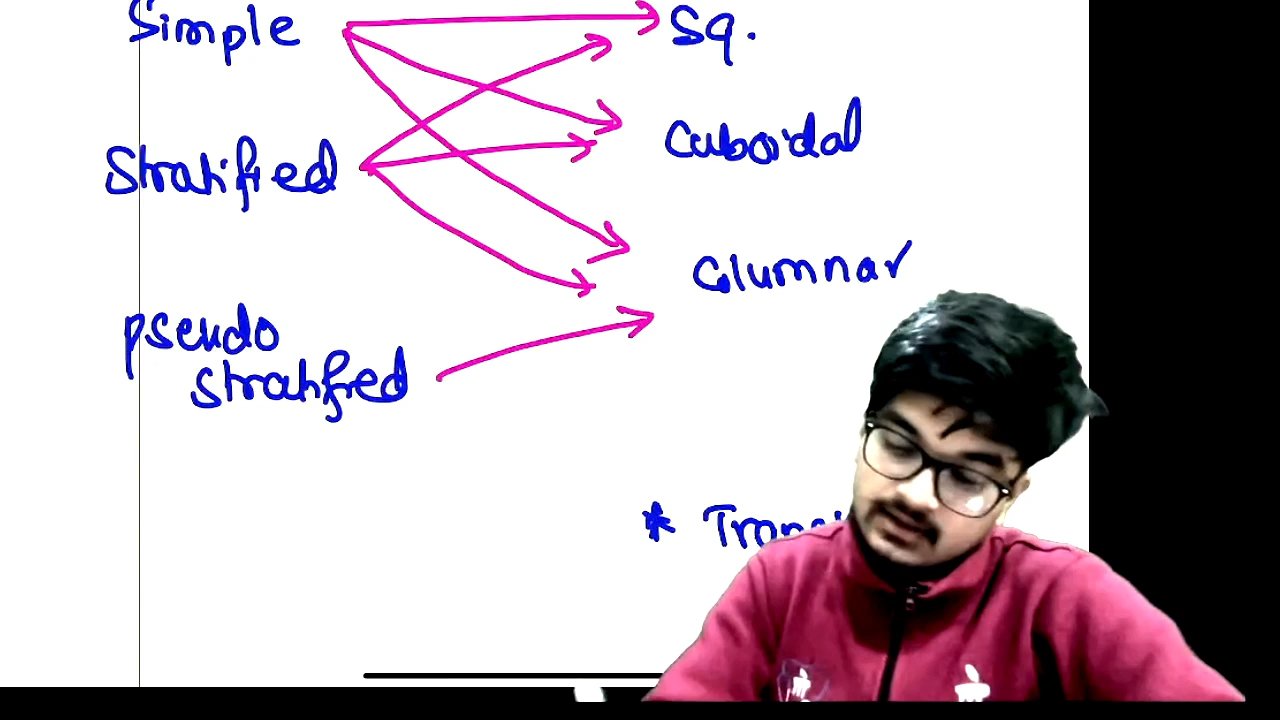 Simple
Sq.
Stratified
Cuboidal
Columnar
pseudo
stratified
*